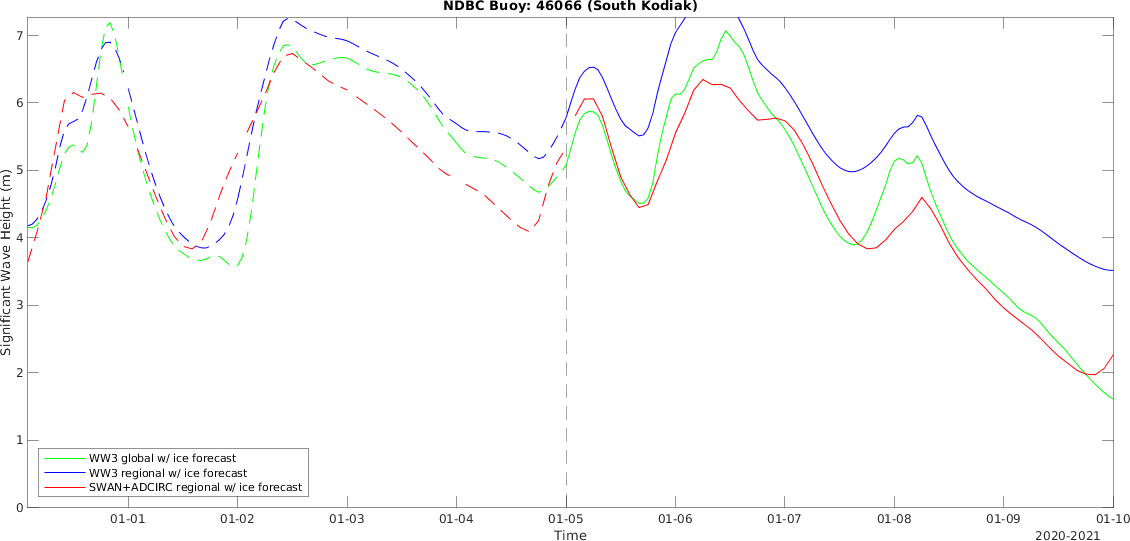 NDBC Buoy: 46066 (South Kodiak)
7
6
5
4
3
2
1
0
Significant Wave Height (m)
WW3 global w/ ice forecast
WW3 regional w/ ice forecast
SWAN+ADCIRC regional w/ ice forecast
01-01 01-02 01-03 01-04 01-05 01-06 01-07 01-08 01-09 01-10
Time
2020-2021